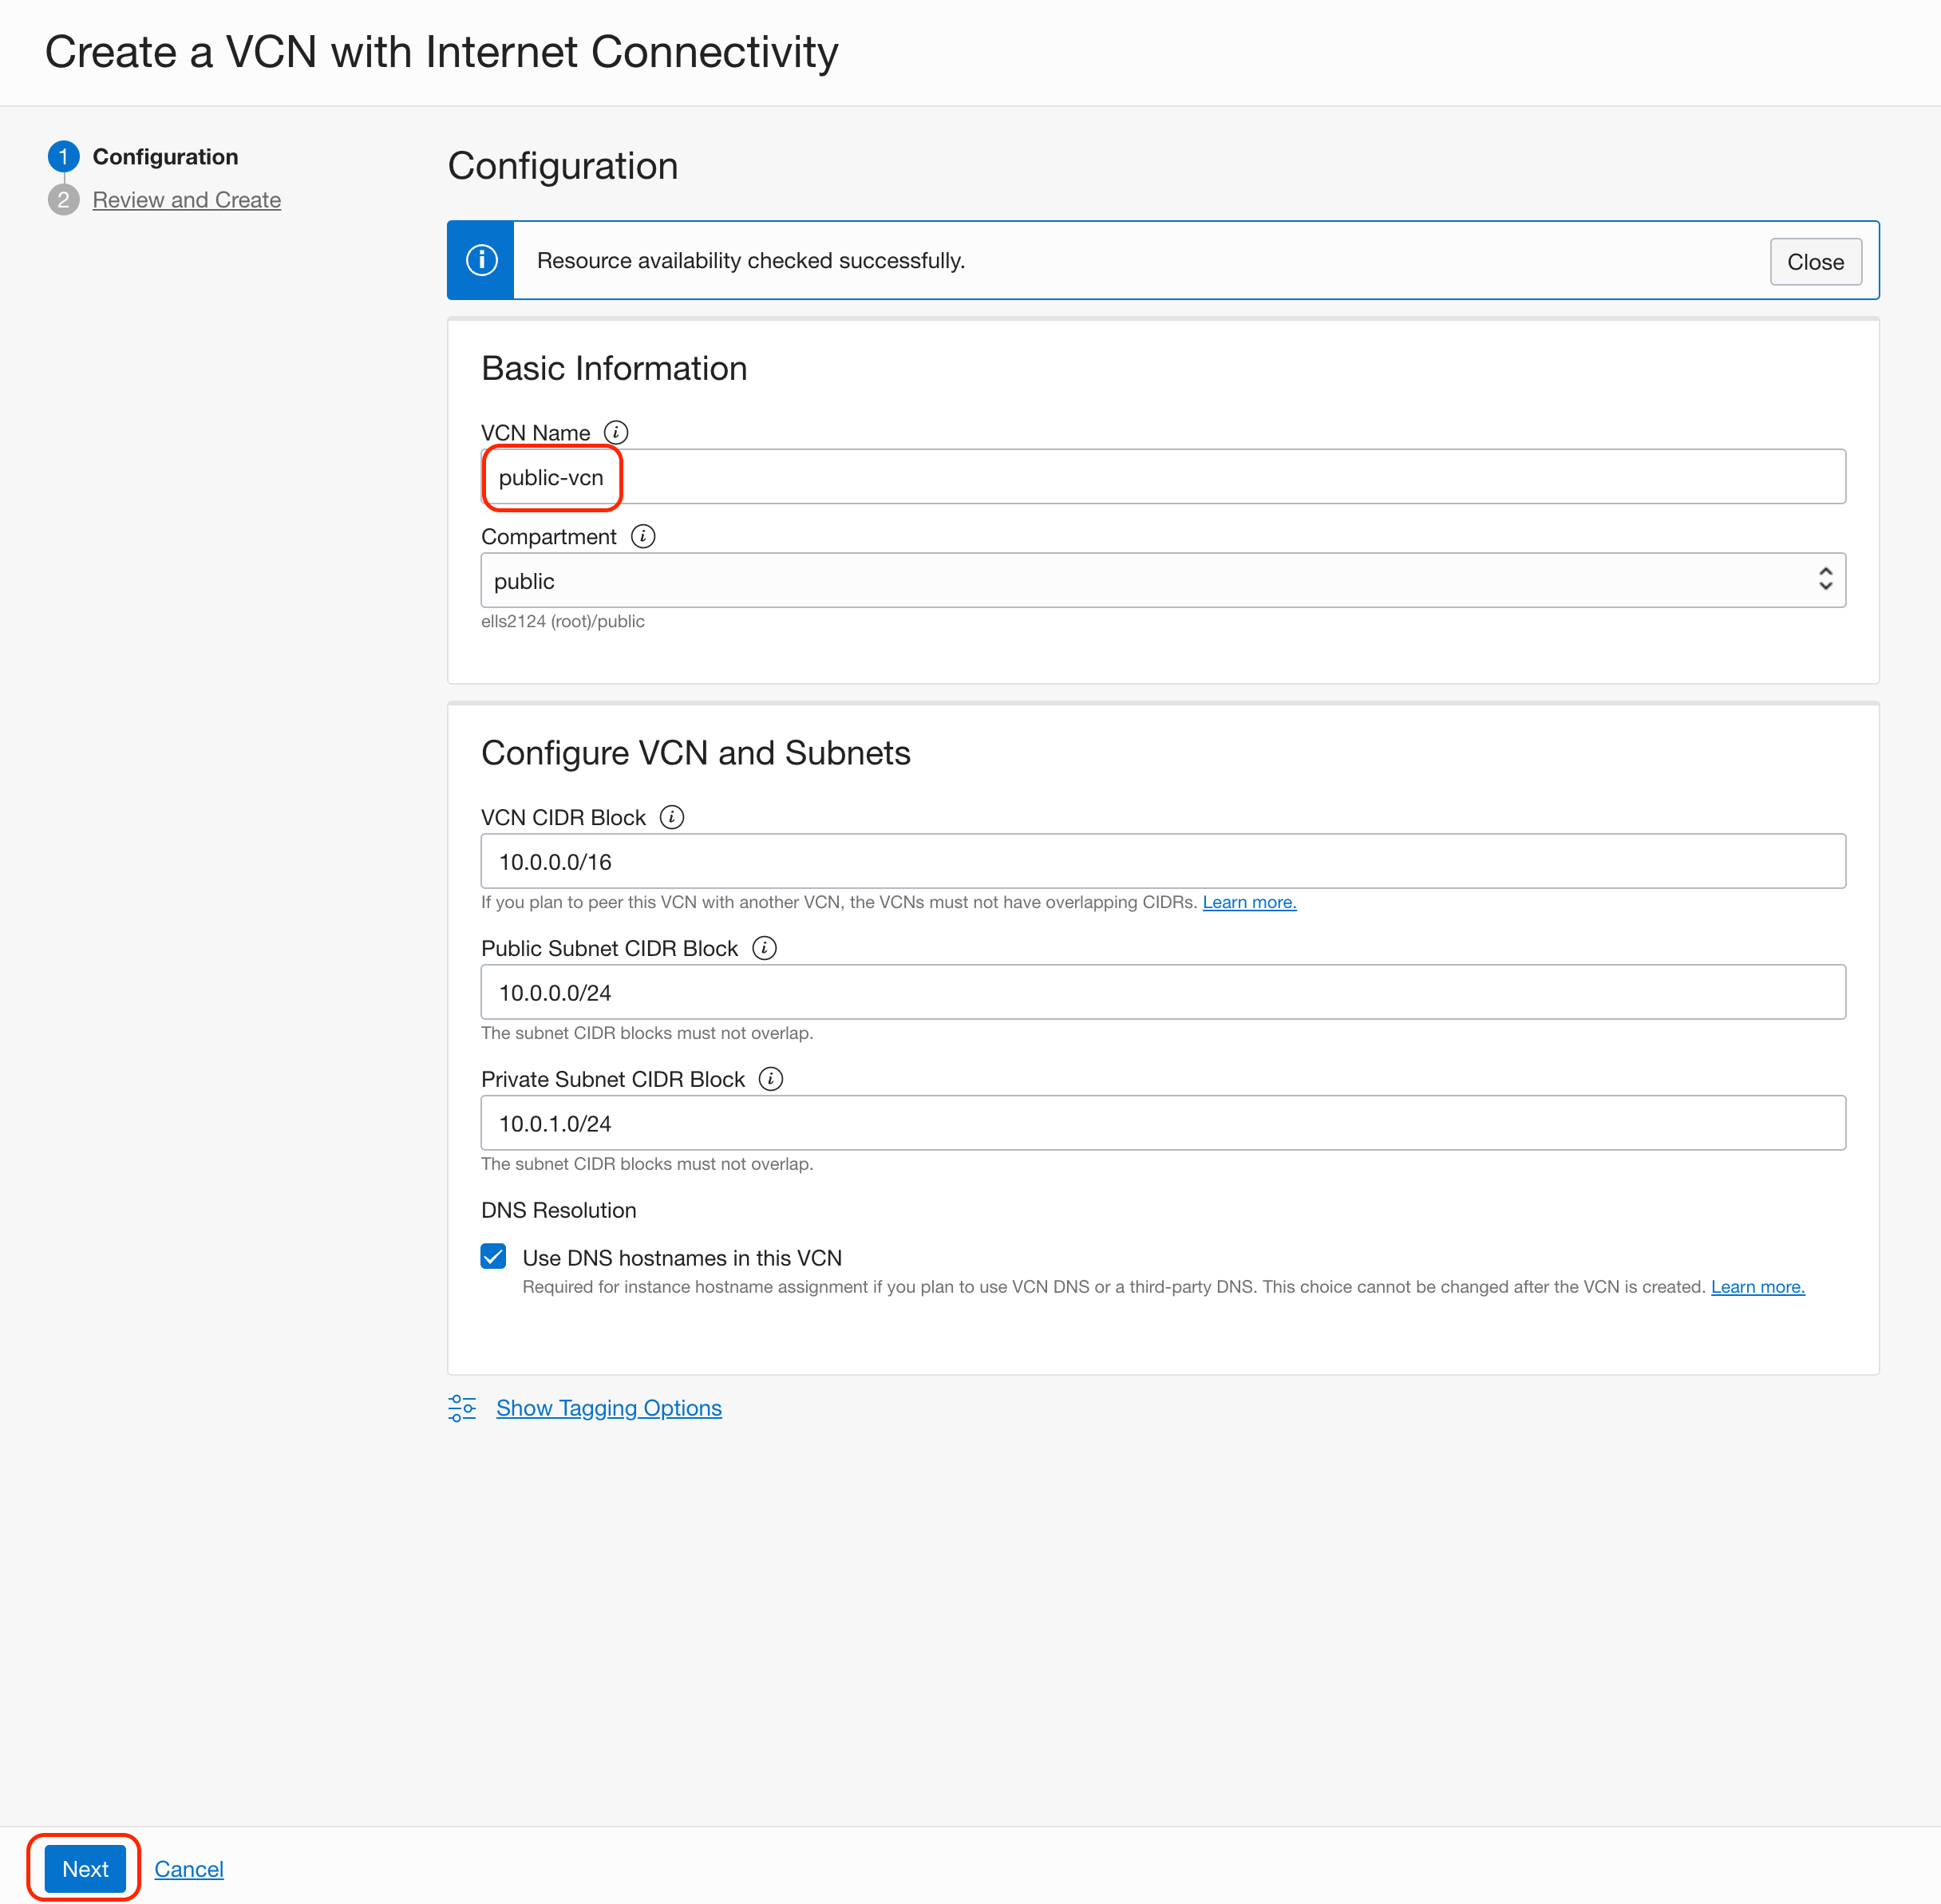 Create a VCN with Internet Connectivity
1 Configuration
2 Review and Create
Configuration
Resource availability checked successfully.
Close
Basic Information
VCN Name
public-vcn
Compartment
public
ells2124 (root)/public
Configure VCN and Subnets
VCN CIDR Block
10.0.0.0/16
If you plan to peer this VCN with another VCN, the VCNs must not have overlapping CIDRs. Learn more.
Public Subnet CIDR Block
10.0.0.0/24
The subnet CIDR blocks must not overlap.
Private Subnet CIDR Block
10.0.1.0/24
The subnet CIDR blocks must not overlap.
DNS Resolution
Use DNS hostnames in this VCN
Required for instance hostname assignment if you plan to use VCN DNS or a third-party DNS. This choice cannot be changed after the VCN is created. Learn more.
Show Tagging Options
Next Cancel